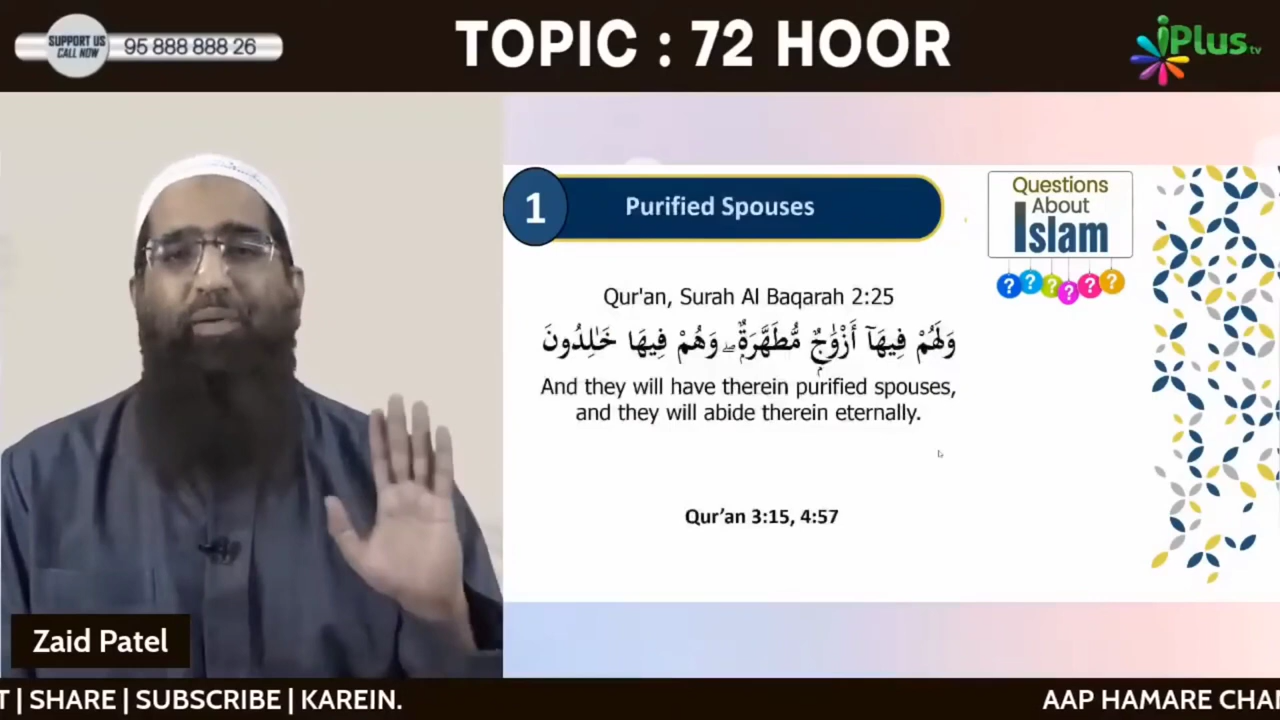 SUPPORT US
CALL NOW
95 888 888 26
TOPIC : 72 HOOR
iPlus tv
1
Purified Spouses
Questions
About
Islam
? ? ? ? ? ?
Qur'an, Surah Al Baqarah 2:25
وَلَهُمْ فِيهَآ أَزْوَٰجٌ مُّطَهَّرَةٌ ۖ وَهُمْ فِيهَا خَـٰلِدُونَ
And they will have therein purified spouses,
and they will abide therein eternally.
Qur’an 3:15, 4:57
Zaid Patel
T | SHARE | SUBSCRIBE | KAREIN.
AAP HAMARE CHA